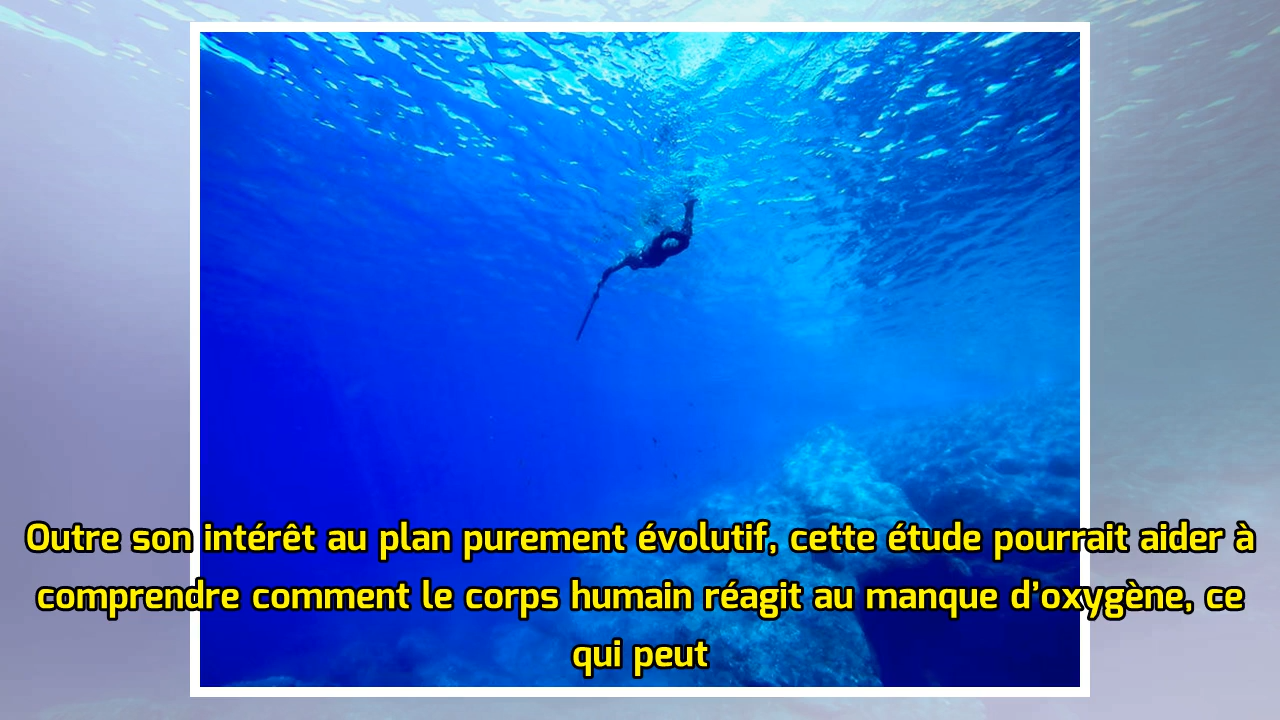 Outre son intérêt au plan purement évolutif, cette étude pourrait aider à
comprendre comment le corps humain réagit au manque d’oxygène, ce
qui peut